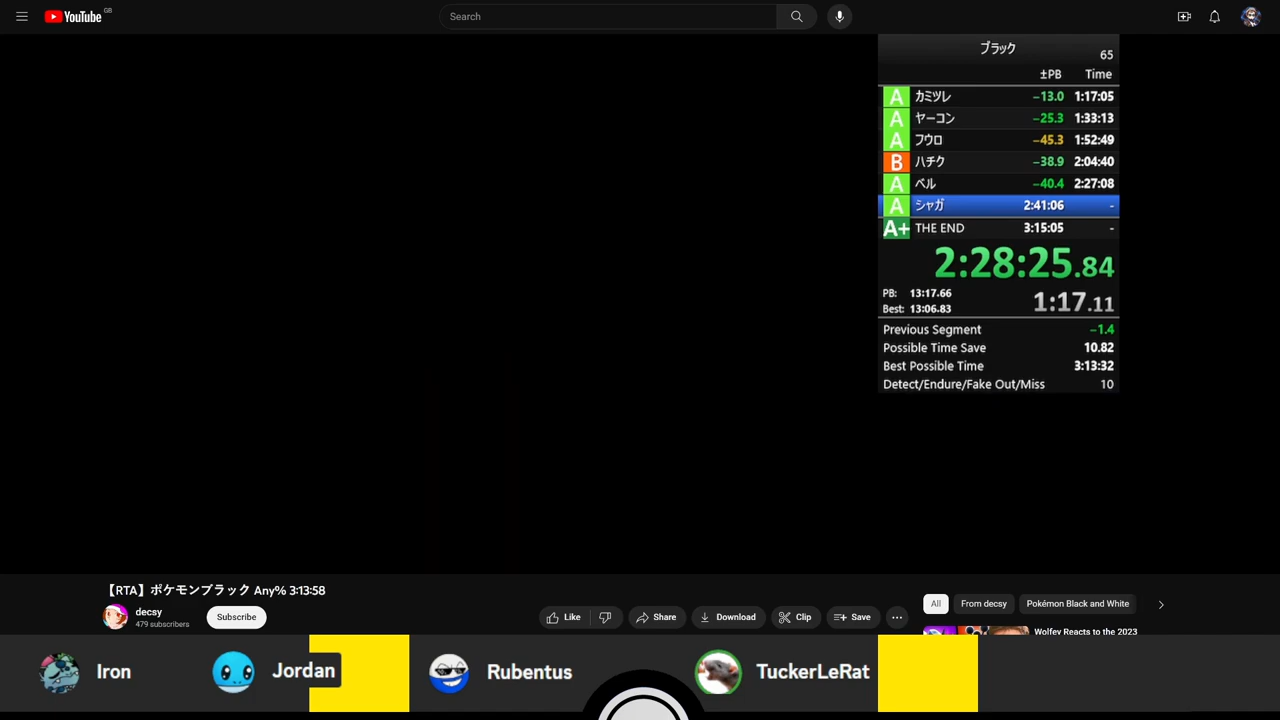 YouTube GB
Search
ブラック
65
±PB Time
A カミツレ −13.0 1:17:05
A ヤーコン −25.3 1:33:13
A フウロ −45.3 1:52:49
B ハチク −38.9 2:04:40
A ベル −40.4 2:27:08
A シャガ 2:41:06 -
A+ THE END 3:15:05 -
2:28:25.84
PB: 13:17.66
1:17.11
Best: 13:06.83
Previous Segment −1.4
Possible Time Save 10.82
Best Possible Time 3:13:32
Detect/Endure/Fake Out/Miss 10
【RTA】ポケモンブラック Any% 3:13:58
decsy
479 subscribers
Subscribe
Like
Share
Download
Clip
Save
All
From decsy
Pokémon Black and White
Wolfey Reacts to the 2023
Iron
Jordan
Rubentus
TuckerLeRat